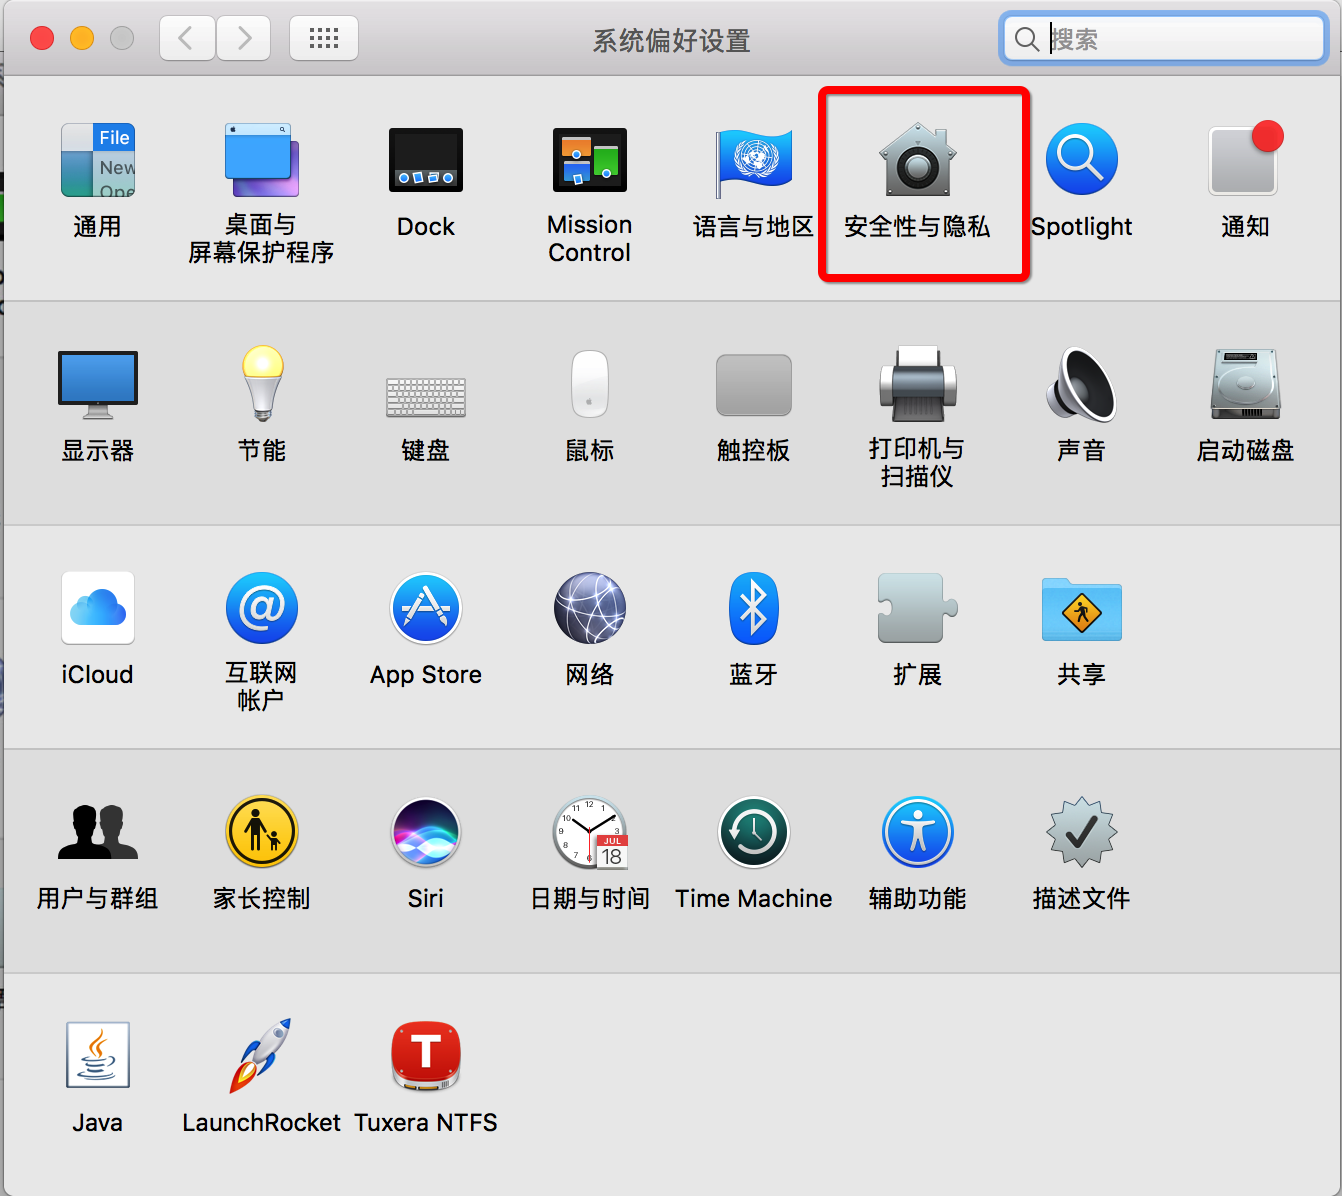 系统偏好设置
搜索
File
New
Ope
通用
桌面与
屏幕保护程序
Dock
Mission
Control
语言与地区
安全性与隐私
Spotlight
通知
显示器
节能
键盘
鼠标
触控板
打印机与
扫描仪
声音
启动磁盘
iCloud
互联网
帐户
App Store
网络
蓝牙
扩展
共享
JUL
18
用户与群组
家长控制
Siri
日期与时间
Time Machine
辅助功能
描述文件
T
Java
LaunchRocket
Tuxera NTFS